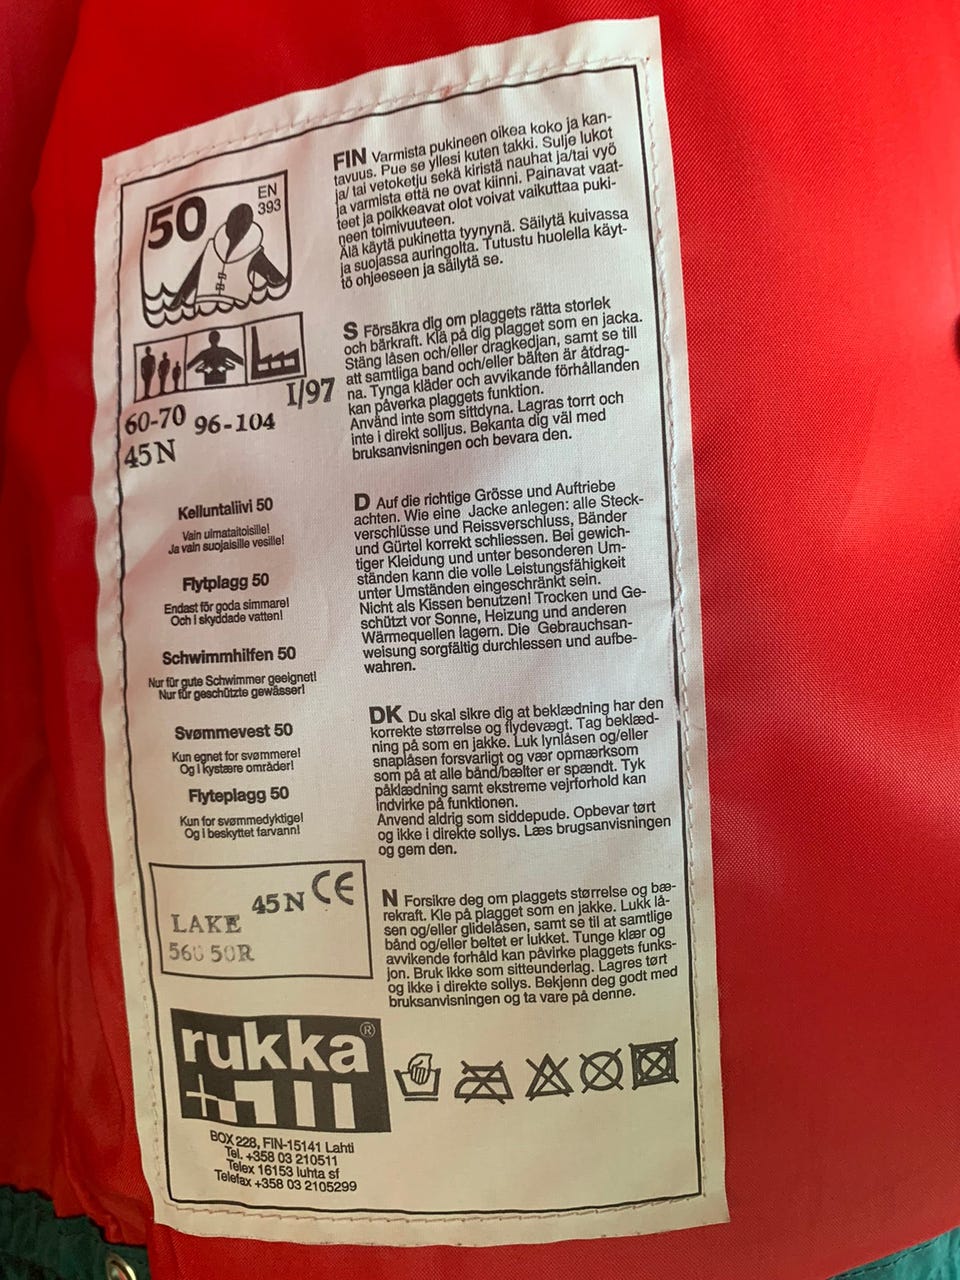 50
EN
393
I/97
60-70 96-104
45N
Kelluntaliivi 50
Vain uimataitoisille!
Ja vain suojaisille vesille!
Flytplagg 50
Endast för goda simmare!
Och i skyddade vatten!
Schwimmhilfen 50
Nur für gute Schwimmer geeignet!
Nur für geschützte gewässer!
Svømmevest 50
Kun egnet for svømmere!
Og i kystære områder!
Flyteplagg 50
Kun for svømmedyktige!
Og i beskyttet farvann!
45N CE
LAKE
50R
rukka®
BOX 228, FIN-15141 Lahti
Tel. +358 03 210511
Telex 16153 luhta sf
Telefax +358 03 2105299
FIN Varmista pukineen oikea koko ja kan-
tavuus. Pue se yllesi kuten takki. Sulje lukot
ja/ tai vetoketju sekä kiristä nauhat ja/tai vyö
ja varmista että ne ovat kiinni. Painavat vaat-
teet ja poikkeavat olot voivat vaikuttaa puki-
neen toimivuuteen.
Älä käytä pukinetta tyynynä. Säilytä kuivassa
ja suojassa auringolta. Tutustu huolella käyt-
tö ohjeeseen ja säilytä se.
S Försäkra dig om plaggets rätta storlek
och bärkraft. Klä på dig plagget som en jacka.
Stäng låsen och/eller dragkedjan, samt se till
att samtliga band och/eller bälten är åtdrag-
na. Tynga kläder och avvikande förhållanden
kan påverka plaggets funktion.
Använd inte som sittdyna. Lagras torrt och
inte i direkt solljus. Bekanta dig väl med
bruksanvisningen och bevara den.
D Auf die richtige Grösse und Auftriebe
achten. Wie eine Jacke anlegen: alle Steck-
verschlüsse und Reissverschluss, Bänder
und Gürtel korrekt schliessen. Bei gewich-
tiger Kleidung und unter besonderen Um-
ständen kann die volle Leistungsfähigkeit
unter Umständen eingeschränkt sein.
Nicht als Kissen benutzen! Trocken und Ge-
schützt vor Sonne, Heizung und anderen
Wärmequellen lagern. Die Gebrauchsan-
weisung sorgfältig durchlessen und aufbe-
wahren.
DK Du skal sikre dig at beklædning har den
korrekte størrelse og flydevægt. Tag beklæd-
ning på som en jakke. Luk lynlåsen og/eller
snaplåsen forsvarligt og vær opmærksom
som på at alle bånd/bælter er spændt. Tyk
påklædning samt ekstreme vejrforhold kan
indvirke på funktionen.
Anvend aldrig som siddepude. Opbevar tørt
og ikke i direkte sollys. Læs brugsanvisningen
og gem den.
N Forsikre deg om plaggets størrelse og bæ-
rekraft. Kle på plagget som en jakke. Lukk lå-
sen og/eller glidelåsen, samt se til at samtlige
bånd og/eller beltet er lukket. Tunge klær og
avvikende forhåld kan påvirke plaggets funks-
jon. Bruk ikke som sitteunderlag. Lagres tørt
og ikke i direkte sollys. Bekjenn deg godt med
bruksanvisningen og ta vare på denne.